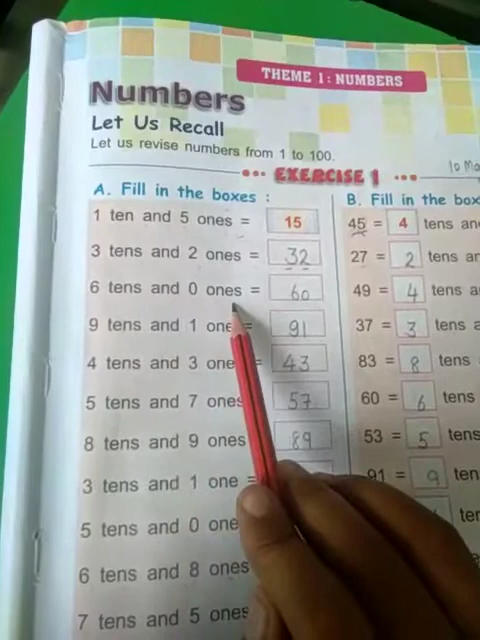 THEME 1 : NUMBERS
Numbers
Let Us Recall
Let us revise numbers from 1 to 100.
10
EXERCISE 1
A. Fill in the boxes :
1 ten and 5 ones = 15
3 tens and 2 ones = 32
6 tens and 0 ones = 60
9 tens and 1 one = 91
4 tens and 3 one = 43
5 tens and 7 ones 57
8 tens and 9 ones 89
3 tens and 1 one =
5 tens and 0 one
6 tens and 8 ones
7 tens and 5 ones
B. Fill in the box
45 = 4 tens an
27 = 2 tens an
49 = 4 tens a
37 = 3 tens a
83 = 8 tens
60 = 6 tens
53 = 5 tens
91 = 9 ten
ter